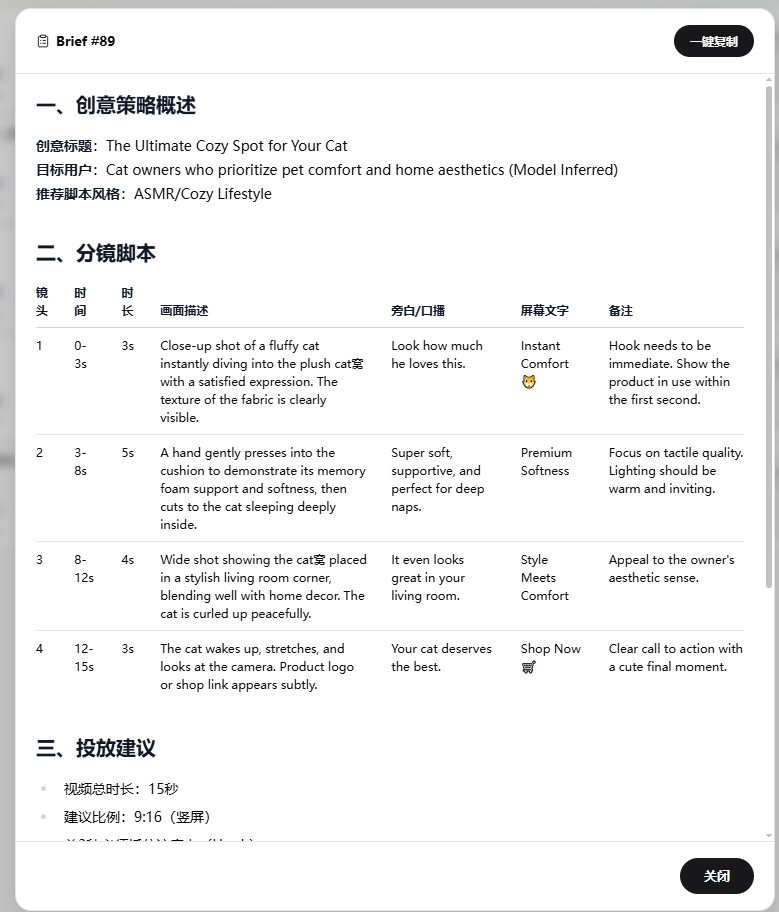 Brief #89
一键复制
一、创意策略概述
创意标题：The Ultimate Cozy Spot for Your Cat
目标用户：Cat owners who prioritize pet comfort and home aesthetics (Model Inferred)
推荐脚本风格：ASMR/Cozy Lifestyle
二、分镜脚本
镜
头
时
间
时
长
画面描述
旁白/口播
屏幕文字
备注
1
0-
3s
3s
Close-up shot of a fluffy cat
instantly diving into the plush cat窝
with a satisfied expression. The
texture of the fabric is clearly
visible.
Look how much
he loves this.
Instant
Comfort
🐱
Hook needs to be
immediate. Show the
product in use within
the first second.
2
3-
8s
5s
A hand gently presses into the
cushion to demonstrate its memory
foam support and softness, then
cuts to the cat sleeping deeply
inside.
Super soft,
supportive, and
perfect for deep
naps.
Premium
Softness
Focus on tactile quality.
Lighting should be
warm and inviting.
3
8-
12s
4s
Wide shot showing the cat窝 placed
in a stylish living room corner,
blending well with home decor. The
cat is curled up peacefully.
It even looks
great in your
living room.
Style
Meets
Comfort
Appeal to the owner's
aesthetic sense.
4
12-
15s
3s
The cat wakes up, stretches, and
looks at the camera. Product logo
or shop link appears subtly.
Your cat deserves
the best.
Shop Now
🛒
Clear call to action with
a cute final moment.
三、投放建议
视频总时长：15秒
建议比例：9:16（竖屏）
关闭